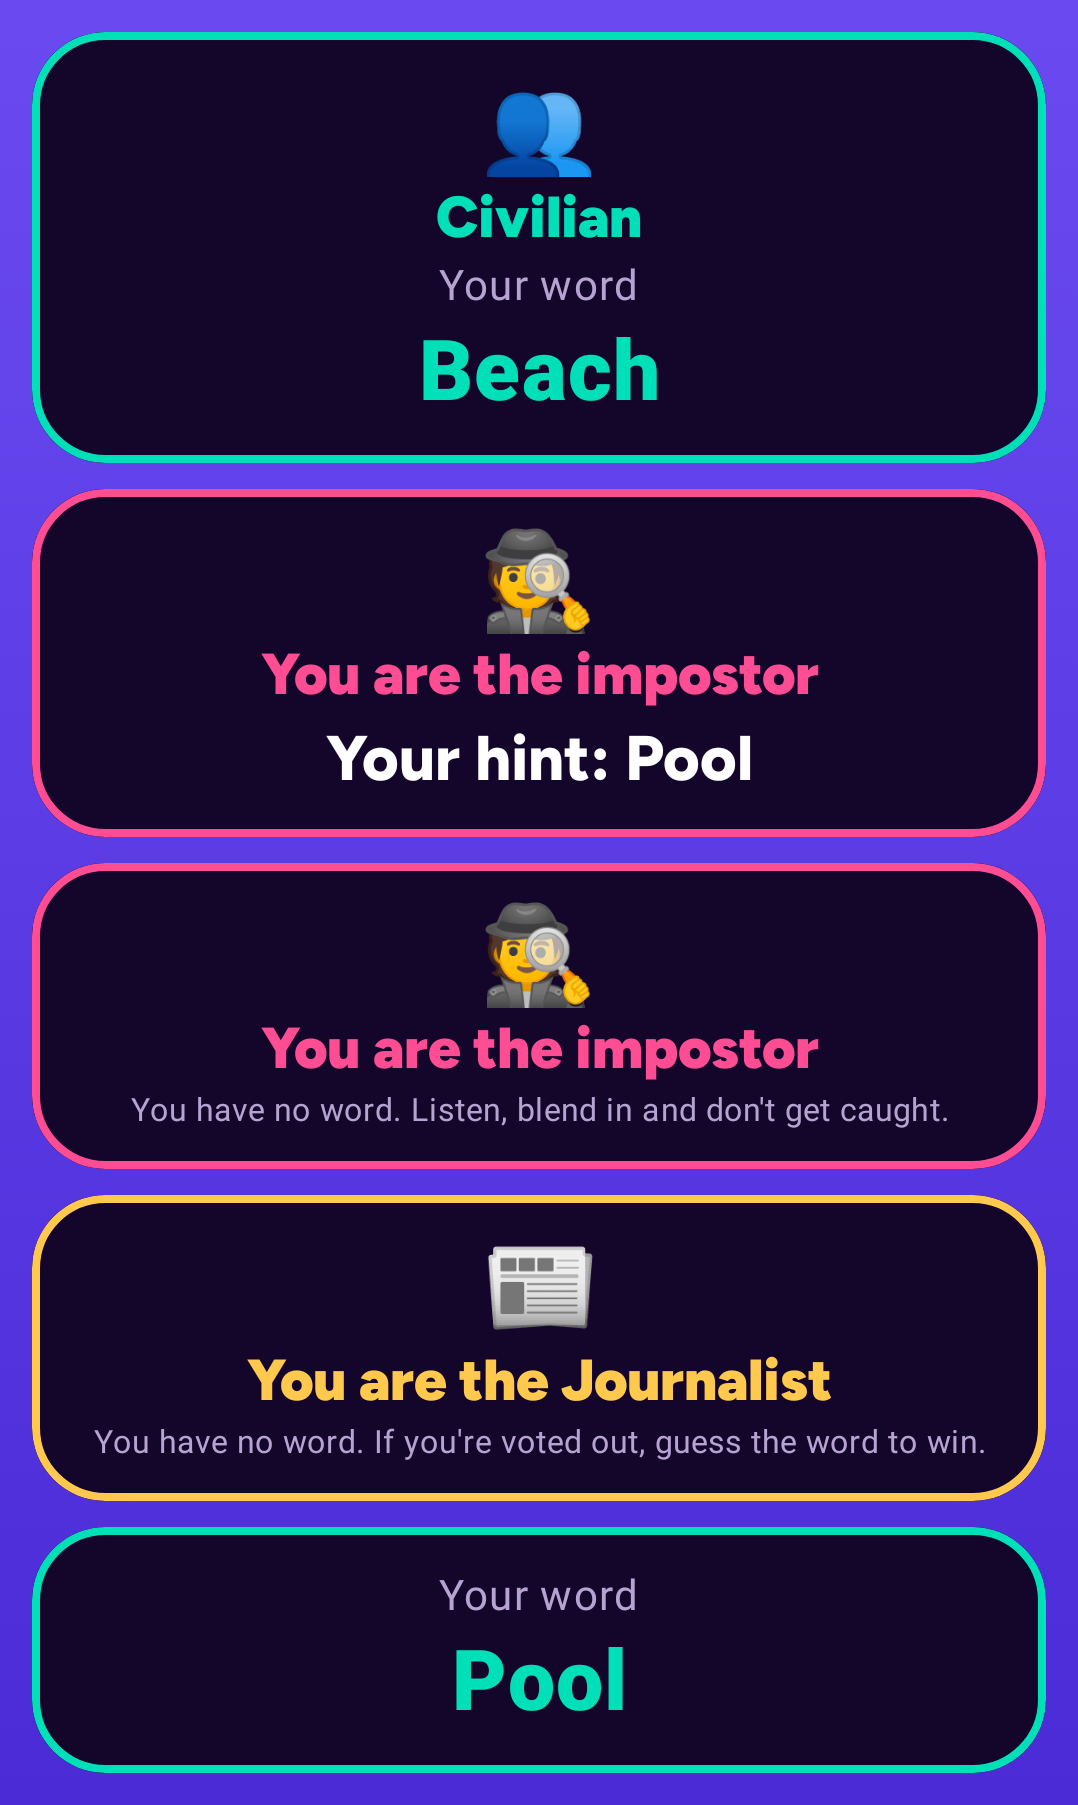 Civilian
Your word
Beach
You are the impostor
Your hint: Pool
You are the impostor
You have no word. Listen, blend in and don't get caught.
You are the Journalist
You have no word. If you're voted out, guess the word to win.
Your word
Pool